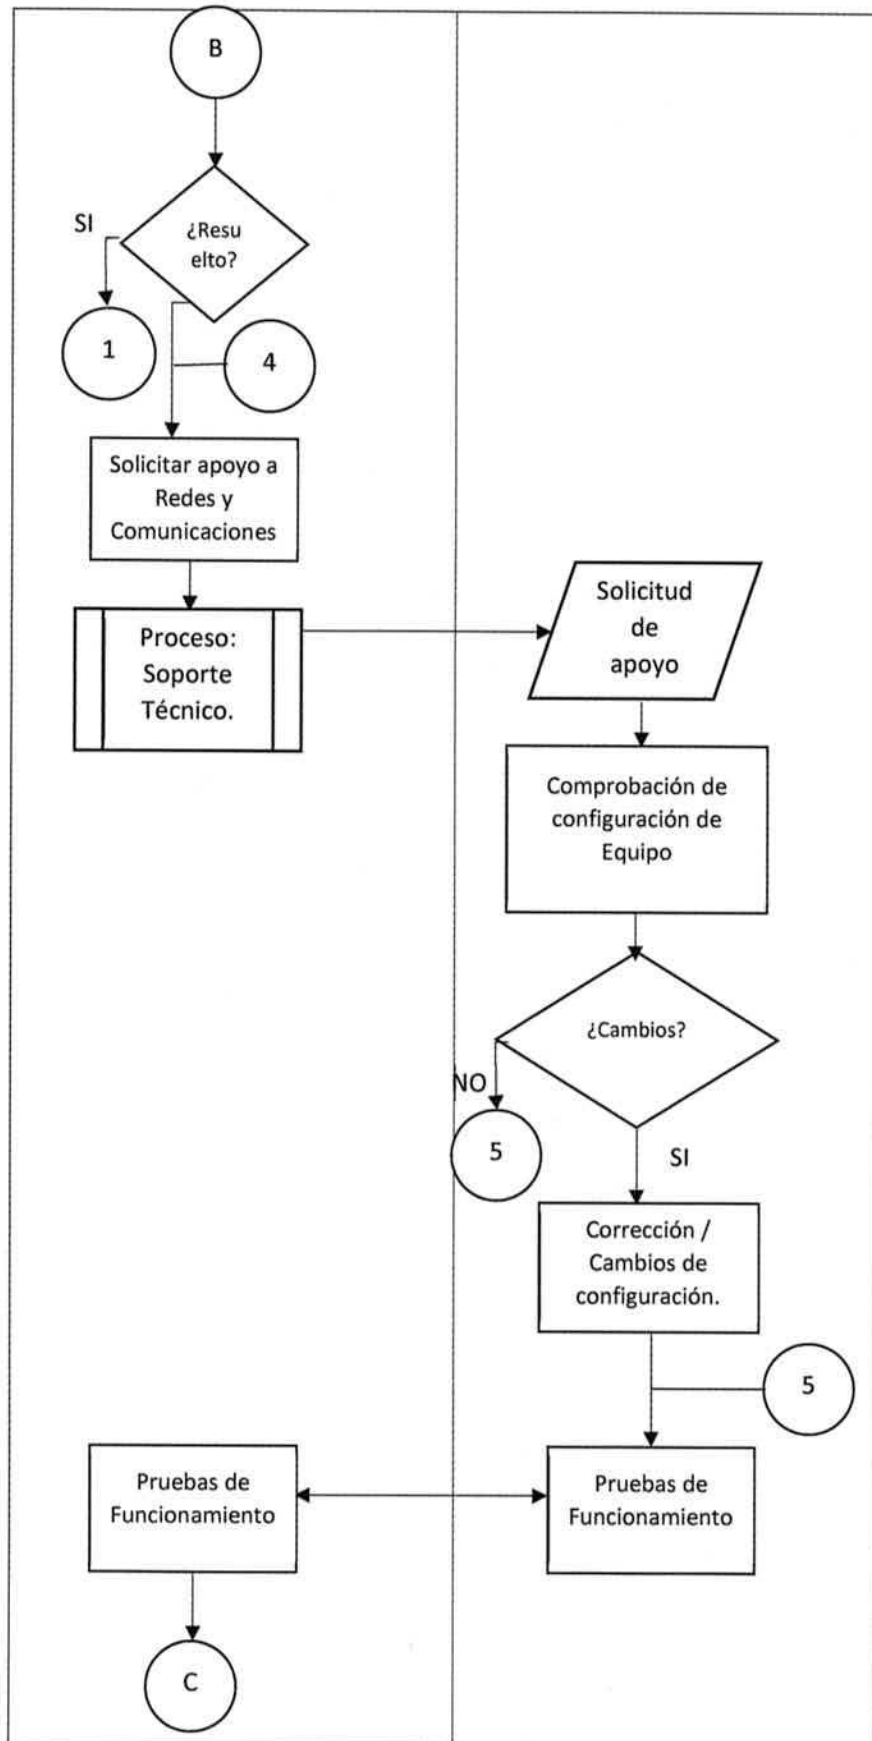 B
SI
¿Resu
elto?
1
4
Solicitar apoyo a
Redes y
Comunicaciones
Proceso:
Soporte
Técnico.
Solicitud
de
apoyo
Comprobación de
configuración de
Equipo
¿Cambios?
NO
5
SI
Corrección /
Cambios de
configuración.
5
Pruebas de
Funcionamiento
Pruebas de
Funcionamiento
C